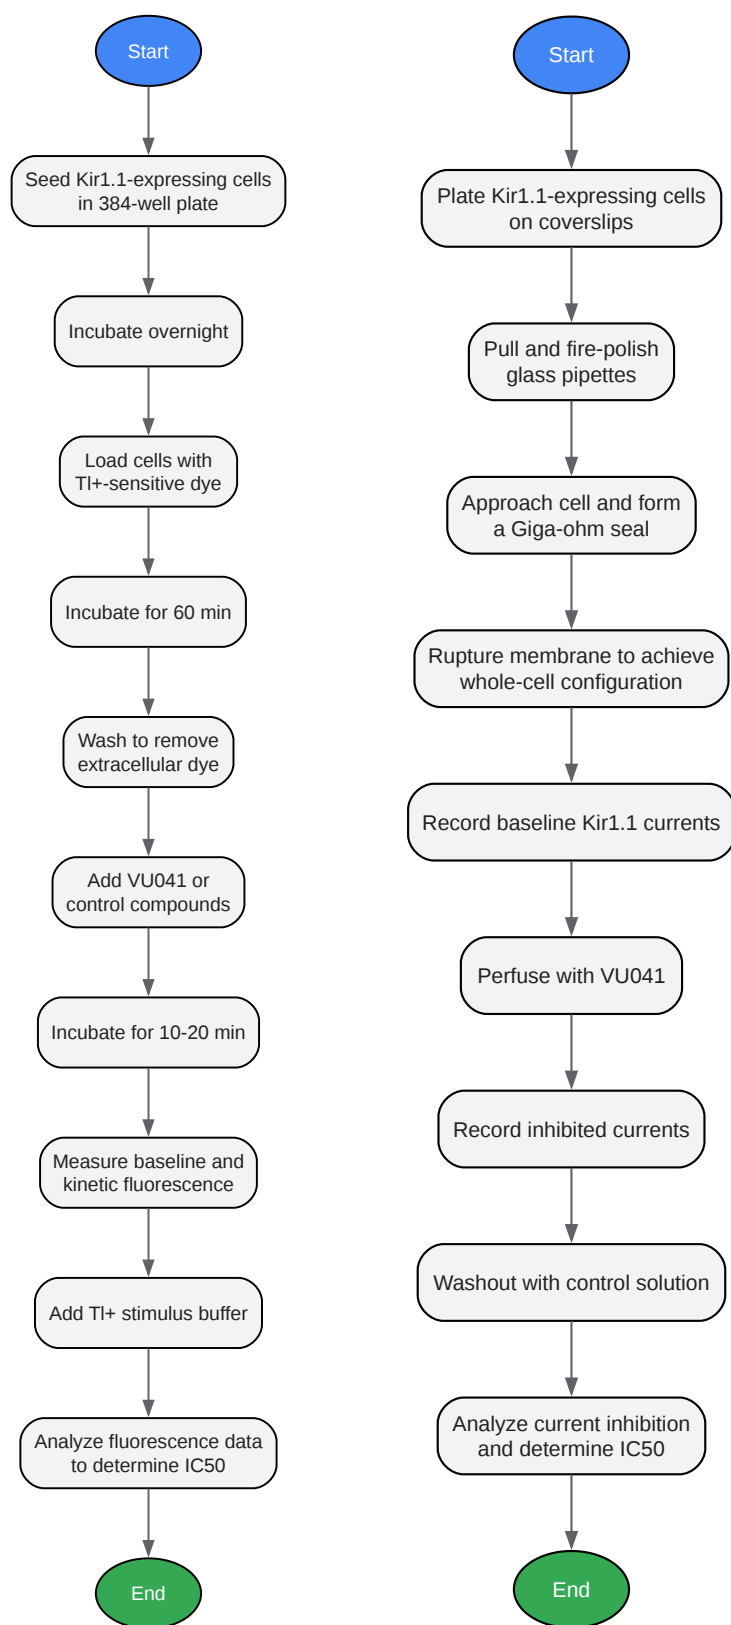 Start
Seed Kir1.1-expressing cells
in 384-well plate
Incubate overnight
Load cells with
Tl+-sensitive dye
Incubate for 60 min
Wash to remove
extracellular dye
Add VU041 or
control compounds
Incubate for 10-20 min
Measure baseline and
kinetic fluorescence
Add Tl+ stimulus buffer
Analyze fluorescence data
to determine IC50
End
Start
Plate Kir1.1-expressing cells
on coverslips
Pull and fire-polish
glass pipettes
Approach cell and form
a Giga-ohm seal
Rupture membrane to achieve
whole-cell configuration
Record baseline Kir1.1 currents
Perfuse with VU041
Record inhibited currents
Washout with control solution
Analyze current inhibition
and determine IC50
End